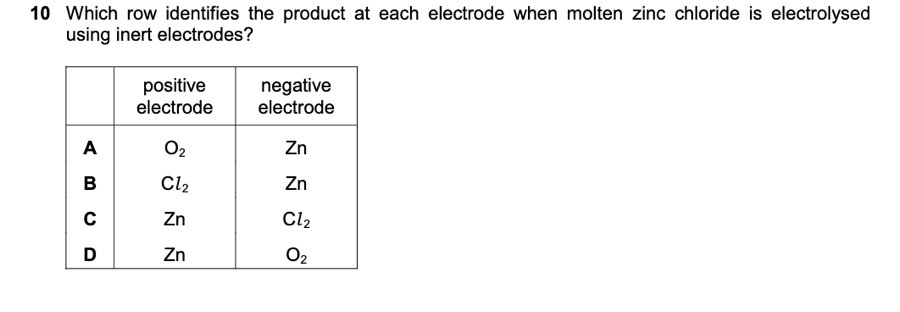 10 Which row identifies the product at each electrode when molten zinc chloride is electrolysed
using inert electrodes?
positive electrode negative electrode
A O₂ Zn
B Cl₂ Zn
C Zn Cl₂
D Zn O₂